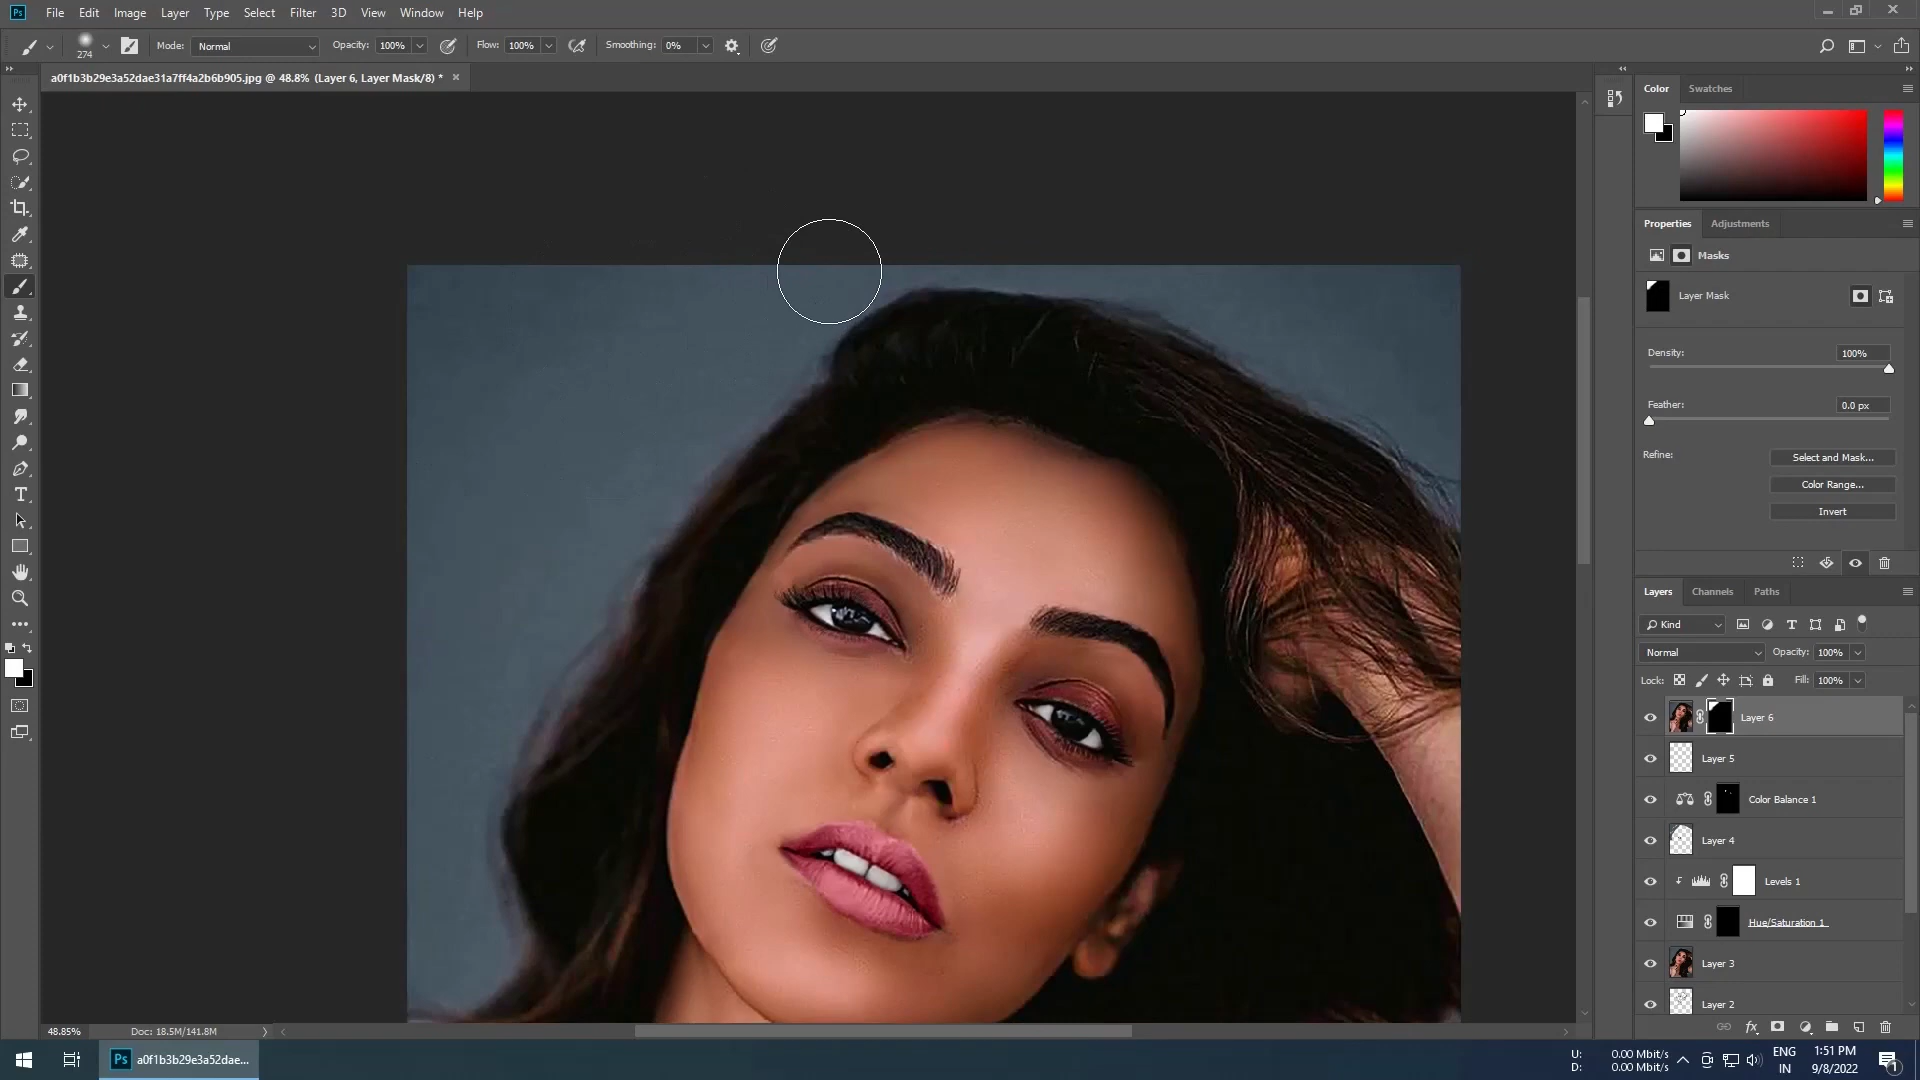 Ps File Edit Image Layer Type Select Filter 3D View Window Help
274 Mode: Normal Opacity: 100% Flow: 100% Smoothing: 0%
a0f1b3b29e3a52dae31a7ff4a2b6b905.jpg @ 48.8% (Layer 6, Layer Mask/8) *
Color Swatches
Properties Adjustments
Masks
Layer Mask
Density: 100%
Feather: 0.0 px
Refine: Select and Mask...
Color Range...
Invert
Layers Channels Paths
Kind
Normal Opacity: 100%
Lock: Fill: 100%
Layer 6
Layer 5
Color Balance 1
Layer 4
Levels 1
Hue/Saturation 1
Layer 3
Layer 2
48.85% Doc: 18.5M/141.8M
Ps a0f1b3b29e3a52dae...
U: 0.00 Mbit/s
D: 0.00 Mbit/s
ENG
IN
1:51 PM
9/8/2022
1